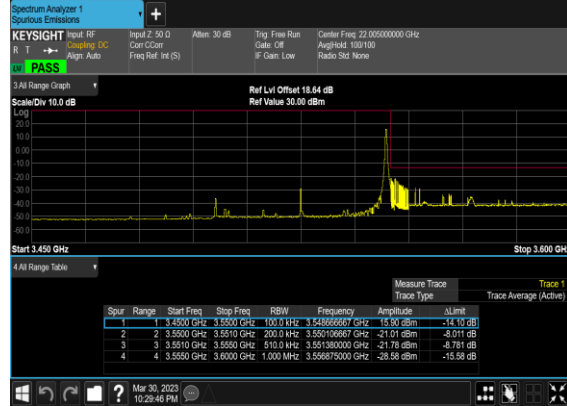 Spectrum Analyzer 1
Spurious Emissions
KEYSIGHT Input: RF Input Z: 50 Ω Atten: 30 dB Trig: Free Run Center Freq: 22.005000000 GHz
R T Coupling: DC Corr CCorr Gate: Off Avg|Hold: 100/100
Align: Auto Freq Ref: Int (S) IF Gain: Low Radio Std: None
LW PASS
3 All Range Graph Ref Lvl Offset 18.64 dB
Scale/Div 10.0 dB Ref Value 30.00 dBm
Log
20.0
10.0
0.00
-10.0
-20.0
-30.0
-40.0
-50.0
-60.0
Start 3.450 GHz Stop 3.600 GHz
4 All Range Table
Measure Trace Trace 1
Trace Type Trace Average (Active)
Spur Range Start Freq Stop Freq RBW Frequency Amplitude ΔLimit
1 1 3.4500 GHz 3.5500 GHz 100.0 kHz 3.548666667 GHz 15.90 dBm -14.10 dB
2 2 3.5500 GHz 3.5510 GHz 200.0 kHz 3.550106667 GHz -21.01 dBm -8.011 dB
3 3 3.5510 GHz 3.5550 GHz 510.0 kHz 3.551380000 GHz -21.78 dBm -8.781 dB
4 4 3.5550 GHz 3.6000 GHz 1.000 MHz 3.556875000 GHz -28.58 dBm -15.58 dB
? Mar 30, 2023
10:29:46 PM